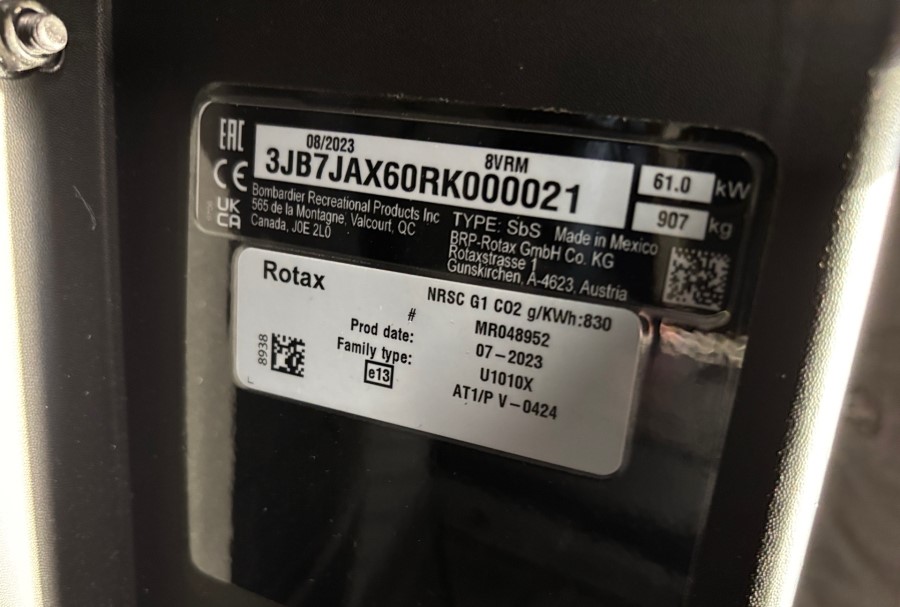 EAC
CE
UK
CA
08/2023
8VRM
3JB7JAX60RK000021
61.0 kW
907 kg
Bombardier Recreational Products Inc
565 de la Montagne, Valcourt, QC
Canada, J0E 2L0
TYPE: SbS Made in Mexico
BRP-Rotax GmbH Co. KG
Rotaxstrasse 1
Gunskirchen, A-4623, Austria
Rotax
NRSC G1 CO2 g/KWh:830
# MR048952
Prod date: 07-2023
Family type: U1010X
e13 AT1/P V-0424
8938